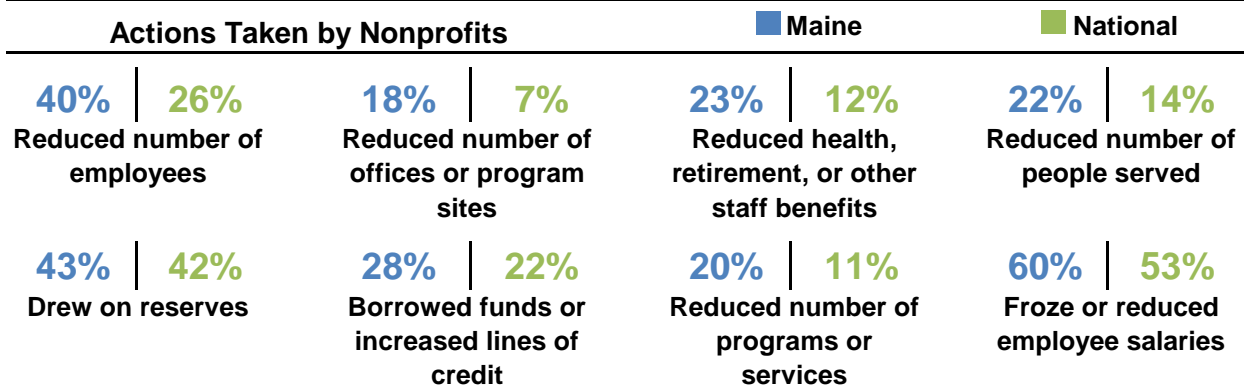 Actions Taken by Nonprofits Maine National
40% 26% 18% 7% 23% 12% 22% 14%
Reduced number of employees
Reduced number of offices or program sites
Reduced health, retirement, or other staff benefits
Reduced number of people served
43% 42% 28% 22% 20% 11% 60% 53%
Drew on reserves
Borrowed funds or increased lines of credit
Reduced number of programs or services
Froze or reduced employee salaries